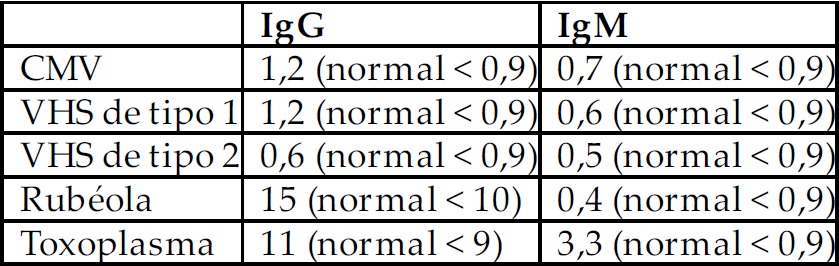 IgG IgM
CMV 1,2 (normal < 0,9) 0,7 (normal < 0,9)
VHS de tipo 1 1,2 (normal < 0,9) 0,6 (normal < 0,9)
VHS de tipo 2 0,6 (normal < 0,9) 0,5 (normal < 0,9)
Rubéola 15 (normal < 10) 0,4 (normal < 0,9)
Toxoplasma 11 (normal < 9) 3,3 (normal < 0,9)